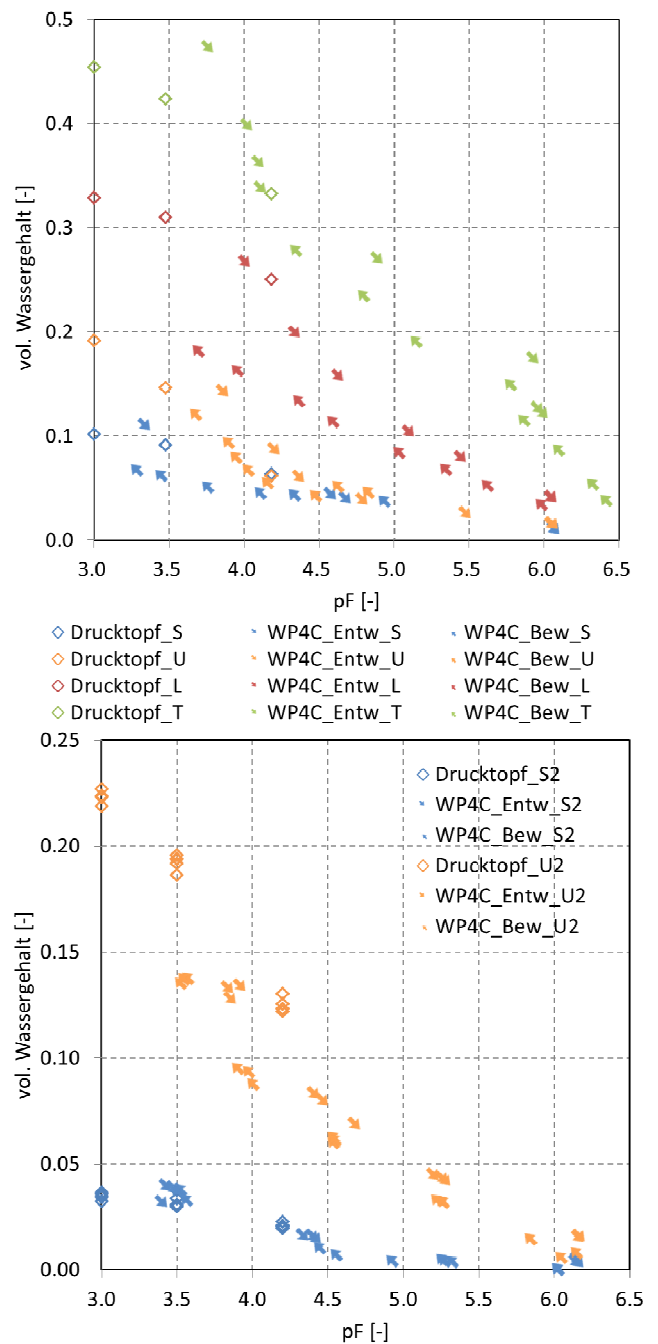 vol. Wassergehalt [-]
0.5
0.4
0.3
0.2
0.1
0.0
3.0 3.5 4.0 4.5 5.0 5.5 6.0 6.5
pF [-]
Drucktopf_S WP4C_Entw_S WP4C_Bew_S
Drucktopf_U WP4C_Entw_U WP4C_Bew_U
Drucktopf_L WP4C_Entw_L WP4C_Bew_L
Drucktopf_T WP4C_Entw_T WP4C_Bew_T
vol. Wassergehalt [-]
0.25
0.20
0.15
0.10
0.05
0.00
Drucktopf_S2
WP4C_Entw_S2
WP4C_Bew_S2
Drucktopf_U2
WP4C_Entw_U2
WP4C_Bew_U2
3.0 3.5 4.0 4.5 5.0 5.5 6.0 6.5
pF [-]